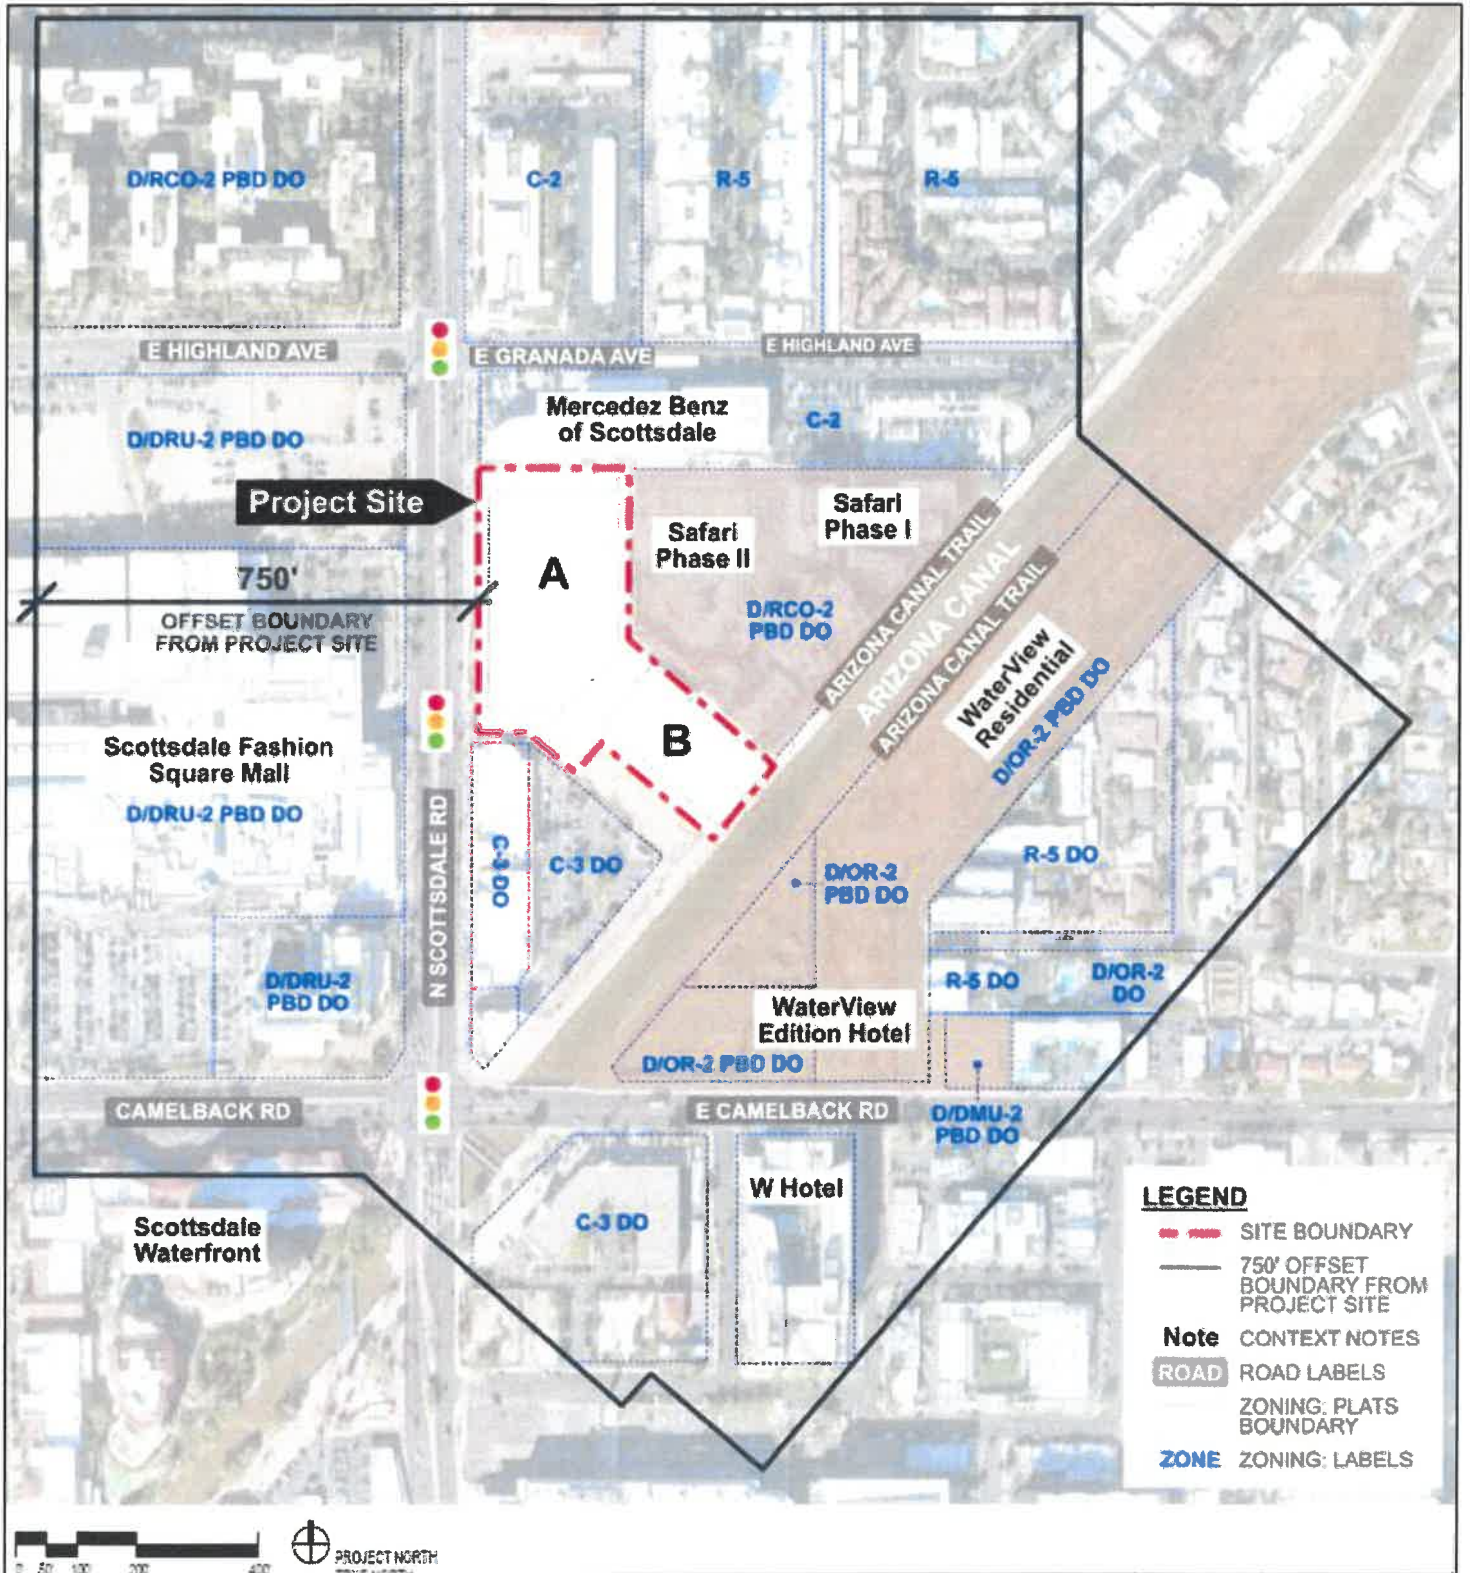 D/RCO-2 PBD DO
C-2
R-5
R-5
E HIGHLAND AVE
E GRANADA AVE
E HIGHLAND AVE
Mercedez Benz
of Scottsdale
C-2
D/DRU-2 PBD DO
Project Site
Safari
Phase II
Safari
Phase I
A
750'
OFFSET BOUNDARY
FROM PROJECT SITE
D/RCO-2
PBD DO
ARIZONA CANAL TRAIL
ARIZONA CANAL
ARIZONA CANAL TRAIL
WaterView
Residential
D/OR-2 PBD DO
B
Scottsdale Fashion
Square Mall
D/DRU-2 PBD DO
N SCOTTSDALE RD
C-3 DO
C-3 DO
D/OR-2
PBD DO
R-5 DO
D/DRU-2
PBD DO
R-5 DO
D/OR-2
DO
WaterView
Edition Hotel
D/OR-2 PBD DO
CAMELBACK RD
E CAMELBACK RD
D/DMU-2
PBD DO
W Hotel
C-3 DO
Scottsdale
Waterfront
LEGEND
SITE BOUNDARY
750' OFFSET
BOUNDARY FROM
PROJECT SITE
Note CONTEXT NOTES
ROAD ROAD LABELS
ZONING: PLATS
BOUNDARY
ZONE ZONING: LABELS
0 50' 100' 200' 400'
PROJECT NORTH